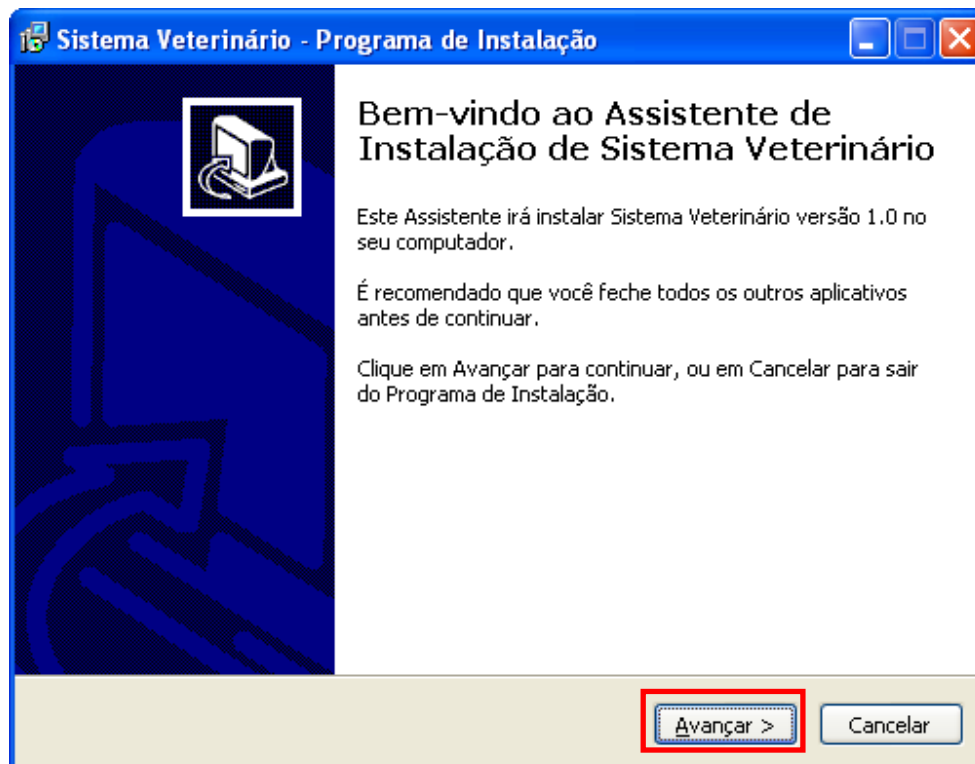 Sistema Veterinário - Programa de Instalação
Bem-vindo ao Assistente de
Instalação de Sistema Veterinário
Este Assistente irá instalar Sistema Veterinário versão 1.0 no
seu computador.
É recomendado que você feche todos os outros aplicativos
antes de continuar.
Clique em Avançar para continuar, ou em Cancelar para sair
do Programa de Instalação.
Avançar >
Cancelar